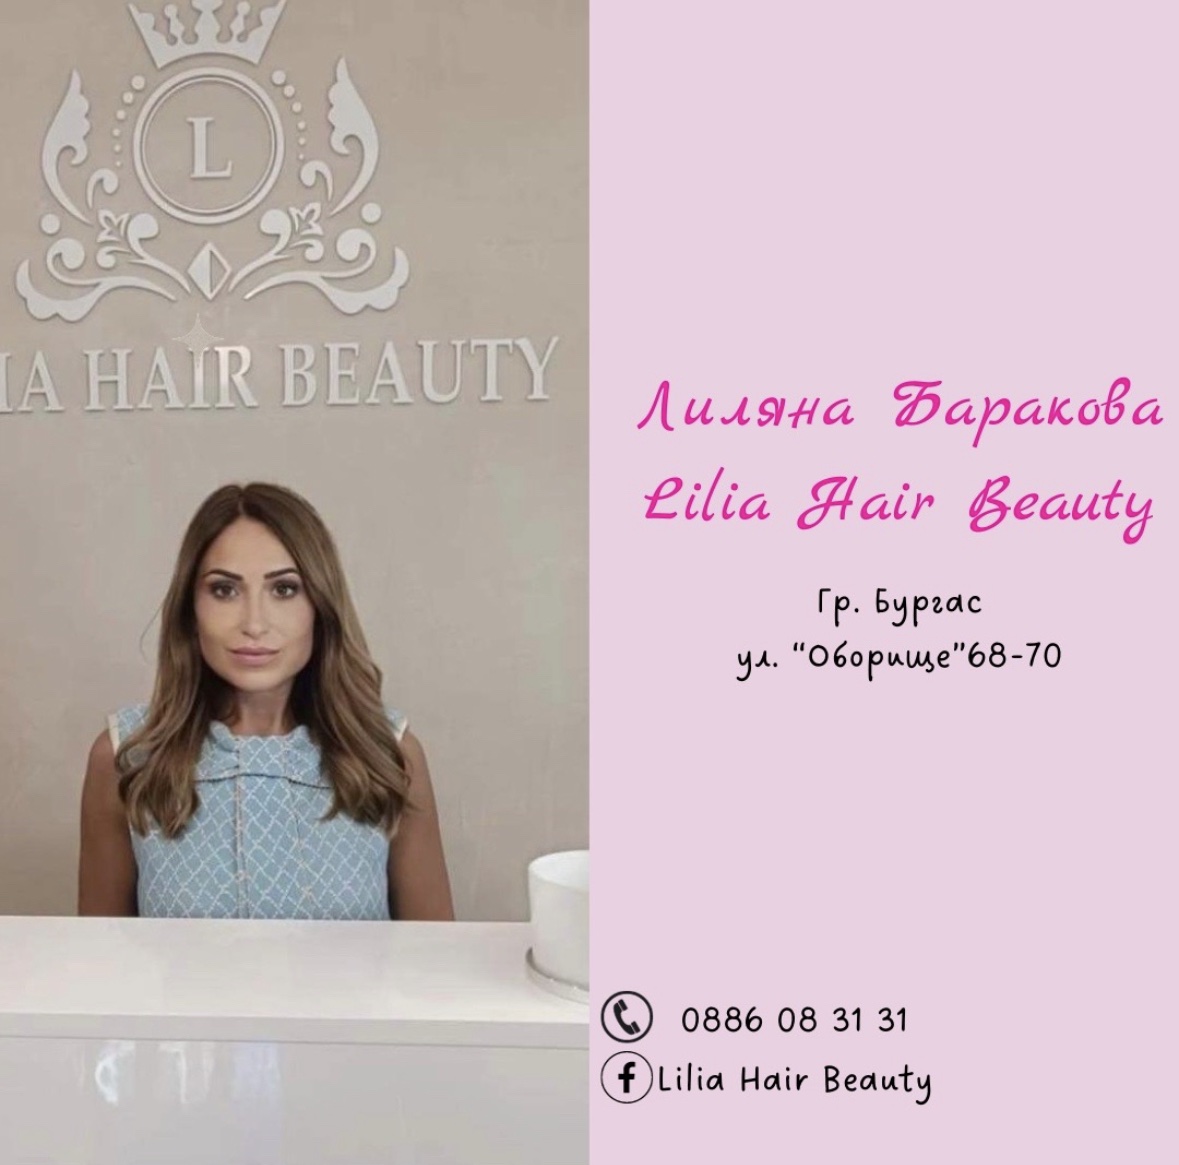 L
IA HAIR BEAUTY
Лиляна Баракова
Lilia Hair Beauty
Гр. Бургас
ул. "Оборище"68-70
0886 08 31 31
f Lilia Hair Beauty